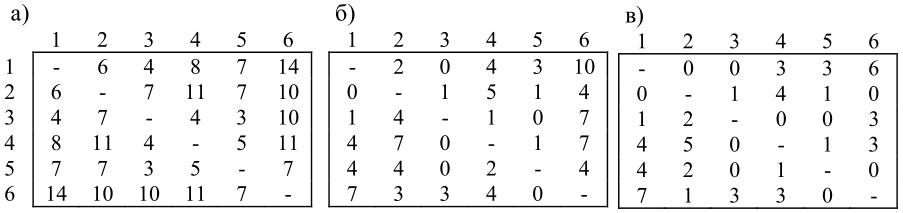 а)
1 2 3 4 5 6
1 - 6 4 8 7 14
2 6 - 7 11 7 10
3 4 7 - 4 3 10
4 8 11 4 - 5 11
5 7 7 3 5 - 7
6 14 10 10 11 7 -
б)
1 2 3 4 5 6
- 2 0 4 3 10
0 - 1 5 1 4
1 4 - 1 0 7
4 7 0 - 1 7
4 4 0 2 - 4
7 3 3 4 0 -
в)
1 2 3 4 5 6
- 0 0 3 3 6
0 - 1 4 1 0
1 2 - 0 0 3
4 5 0 - 1 3
4 2 0 1 - 0
7 1 3 3 0 -